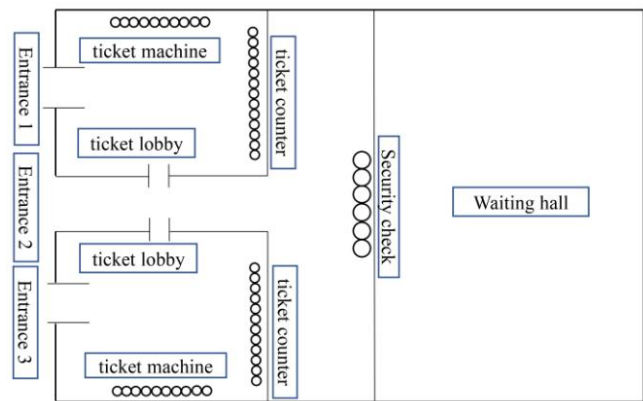 ticket machine
Entrance 1
ticket counter
ticket lobby
Entrance 2
Security check
Waiting hall
ticket lobby
Entrance 3
ticket counter
ticket machine